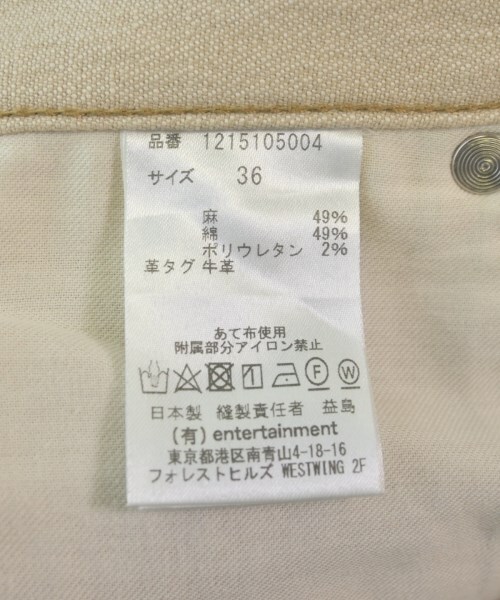 品番 1215105004
サイズ 36
麻 49%
綿 49%
ポリウレタン 2%
革タグ 牛革
あて布使用
附属部分アイロン禁止
F W
日本製 縫製責任者 益島
(有) entertainment
東京都港区南青山4-18-16
フォレストヒルズ WESTWING 2F